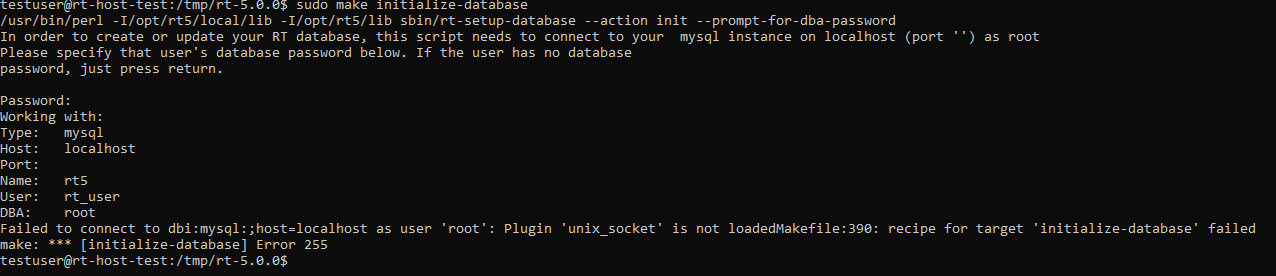 testuser@rt-host-test:/tmp/rt-5.0.0$ sudo make initialize-database
/usr/bin/perl -I/opt/rt5/local/lib -I/opt/rt5/lib sbin/rt-setup-database --action init --prompt-for-dba-password
In order to create or update your RT database, this script needs to connect to your  mysql instance on localhost (port '') as root
Please specify that user's database password below. If the user has no database
password, just press return.
Password:
Working with:
Type:   mysql
Host:   localhost
Port:
Name:   rt5
User:   rt_user
DBA:    root
Failed to connect to dbi:mysql:;host=localhost as user 'root': Plugin 'unix_socket' is not loadedMakefile:390: recipe for target 'initialize-database' failed
make: *** [initialize-database] Error 255
testuser@rt-host-test:/tmp/rt-5.0.0$